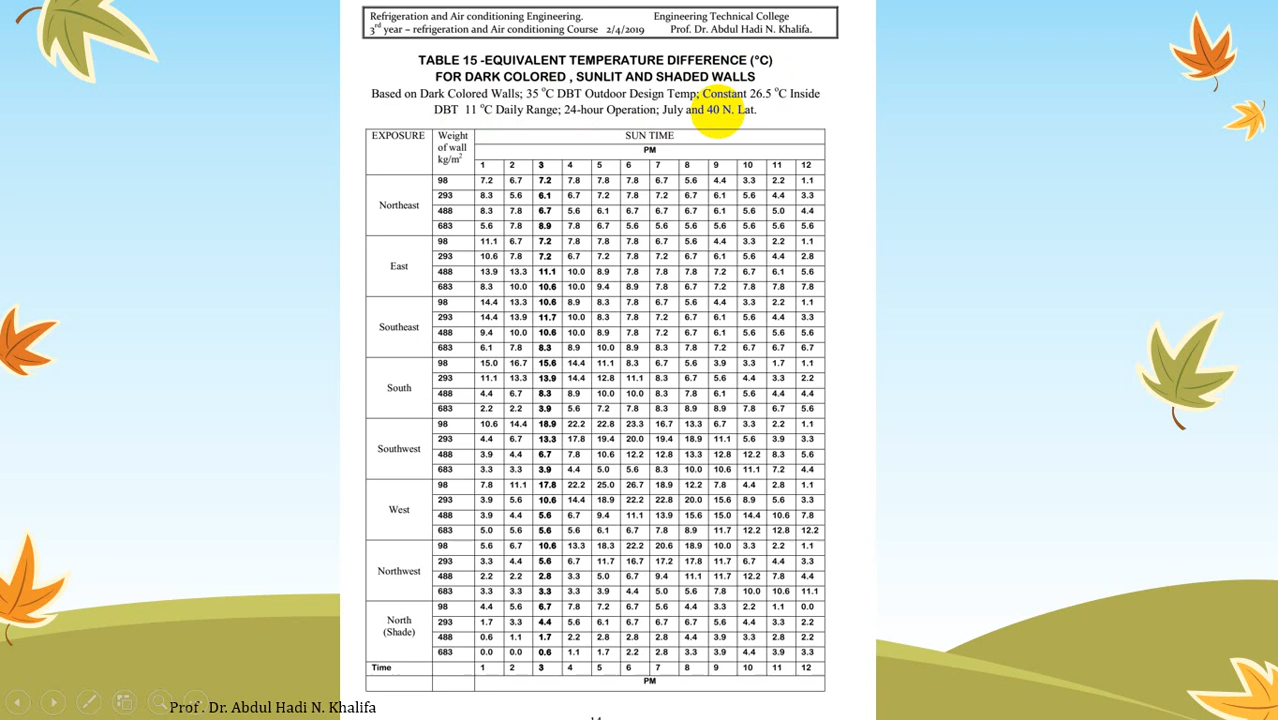 Refrigeration and Air conditioning Engineering. Engineering Technical College
3rd year – refrigeration and Air conditioning Course 2/4/2019 Prof. Dr. Abdul Hadi N. Khalifa.
TABLE 15 -EQUIVALENT TEMPERATURE DIFFERENCE (°C)
FOR DARK COLORED , SUNLIT AND SHADED WALLS
Based on Dark Colored Walls; 35 °C DBT Outdoor Design Temp; Constant 26.5 °C Inside
DBT 11 °C Daily Range; 24-hour Operation; July and 40 N. Lat.
EXPOSURE Weight of wall kg/m2 SUN TIME
PM
1 2 3 4 5 6 7 8 9 10 11 12
Northeast
98 7.2 6.7 7.2 7.8 7.8 7.8 6.7 5.6 4.4 3.3 2.2 1.1
293 8.3 5.6 6.1 6.7 7.2 7.8 7.2 6.7 6.1 5.6 4.4 3.3
488 8.3 7.8 6.7 5.6 6.1 6.7 6.7 6.7 6.1 5.6 5.0 4.4
683 5.6 7.8 8.9 7.8 6.7 5.6 5.6 5.6 5.6 5.6 5.6 5.6
East
98 11.1 6.7 7.2 7.8 7.8 7.8 6.7 5.6 4.4 3.3 2.2 1.1
293 10.6 7.8 7.2 6.7 7.2 7.8 7.2 6.7 6.1 5.6 4.4 2.8
488 13.9 13.3 11.1 10.0 8.9 7.8 7.8 7.8 7.2 6.7 6.1 5.6
683 8.3 10.0 10.6 10.0 9.4 8.9 7.8 6.7 7.2 7.8 7.8 7.8
Southeast
98 14.4 13.3 10.6 8.9 8.3 7.8 6.7 5.6 4.4 3.3 2.2 1.1
293 14.4 13.9 11.7 10.0 8.3 7.8 7.2 6.7 6.1 5.6 4.4 3.3
488 9.4 10.0 10.6 10.0 8.9 7.8 7.2 6.7 6.1 5.6 5.6 5.6
683 6.1 7.8 8.3 8.9 10.0 8.9 8.3 7.8 7.2 6.7 6.7 6.7
South
98 15.0 16.7 15.6 14.4 11.1 8.3 6.7 5.6 3.9 3.3 1.7 1.1
293 11.1 13.3 13.9 14.4 12.8 11.1 8.3 6.7 5.6 4.4 3.3 2.2
488 4.4 6.7 8.3 8.9 10.0 10.0 8.3 7.8 6.1 5.6 4.4 4.4
683 2.2 2.2 3.9 5.6 7.2 7.8 8.3 8.9 8.9 7.8 6.7 5.6
Southwest
98 10.6 14.4 18.9 22.2 22.8 23.3 16.7 13.3 6.7 3.3 2.2 1.1
293 4.4 6.7 13.3 17.8 19.4 20.0 19.4 18.9 11.1 5.6 3.9 3.3
488 3.9 4.4 6.7 7.8 10.6 12.2 12.8 13.3 12.8 12.2 8.3 5.6
683 3.3 3.3 3.9 4.4 5.0 5.6 8.3 10.0 10.6 11.1 7.2 4.4
West
98 7.8 11.1 17.8 22.2 25.0 26.7 18.9 12.2 7.8 4.4 2.8 1.1
293 3.9 5.6 10.6 14.4 18.9 22.2 22.8 20.0 15.6 8.9 5.6 3.3
488 3.9 4.4 5.6 6.7 9.4 11.1 13.9 15.6 15.0 14.4 10.6 7.8
683 5.0 5.6 5.6 5.6 6.1 6.7 7.8 8.9 11.7 12.2 12.8 12.2
Northwest
98 5.6 6.7 10.6 13.3 18.3 22.2 20.6 18.9 10.0 3.3 2.2 1.1
293 3.3 4.4 5.6 6.7 11.7 16.7 17.2 17.8 11.7 6.7 4.4 3.3
488 2.2 2.2 2.8 3.3 5.0 6.7 9.4 11.1 11.7 12.2 7.8 4.4
683 3.3 3.3 3.3 3.3 3.9 4.4 5.0 5.6 7.8 10.0 10.6 11.1
North (Shade)
98 4.4 5.6 6.7 7.8 7.2 6.7 5.6 4.4 3.3 2.2 1.1 0.0
293 1.7 3.3 4.4 5.6 6.1 6.7 6.7 6.7 5.6 4.4 3.3 2.2
488 0.6 1.1 1.7 2.2 2.8 2.8 2.8 4.4 3.9 3.3 2.8 2.2
683 0.0 0.0 0.6 1.1 1.7 2.2 2.8 3.3 3.9 4.4 3.9 3.3
Time 1 2 3 4 5 6 7 8 9 10 11 12
PM
Prof . Dr. Abdul Hadi N. Khalifa